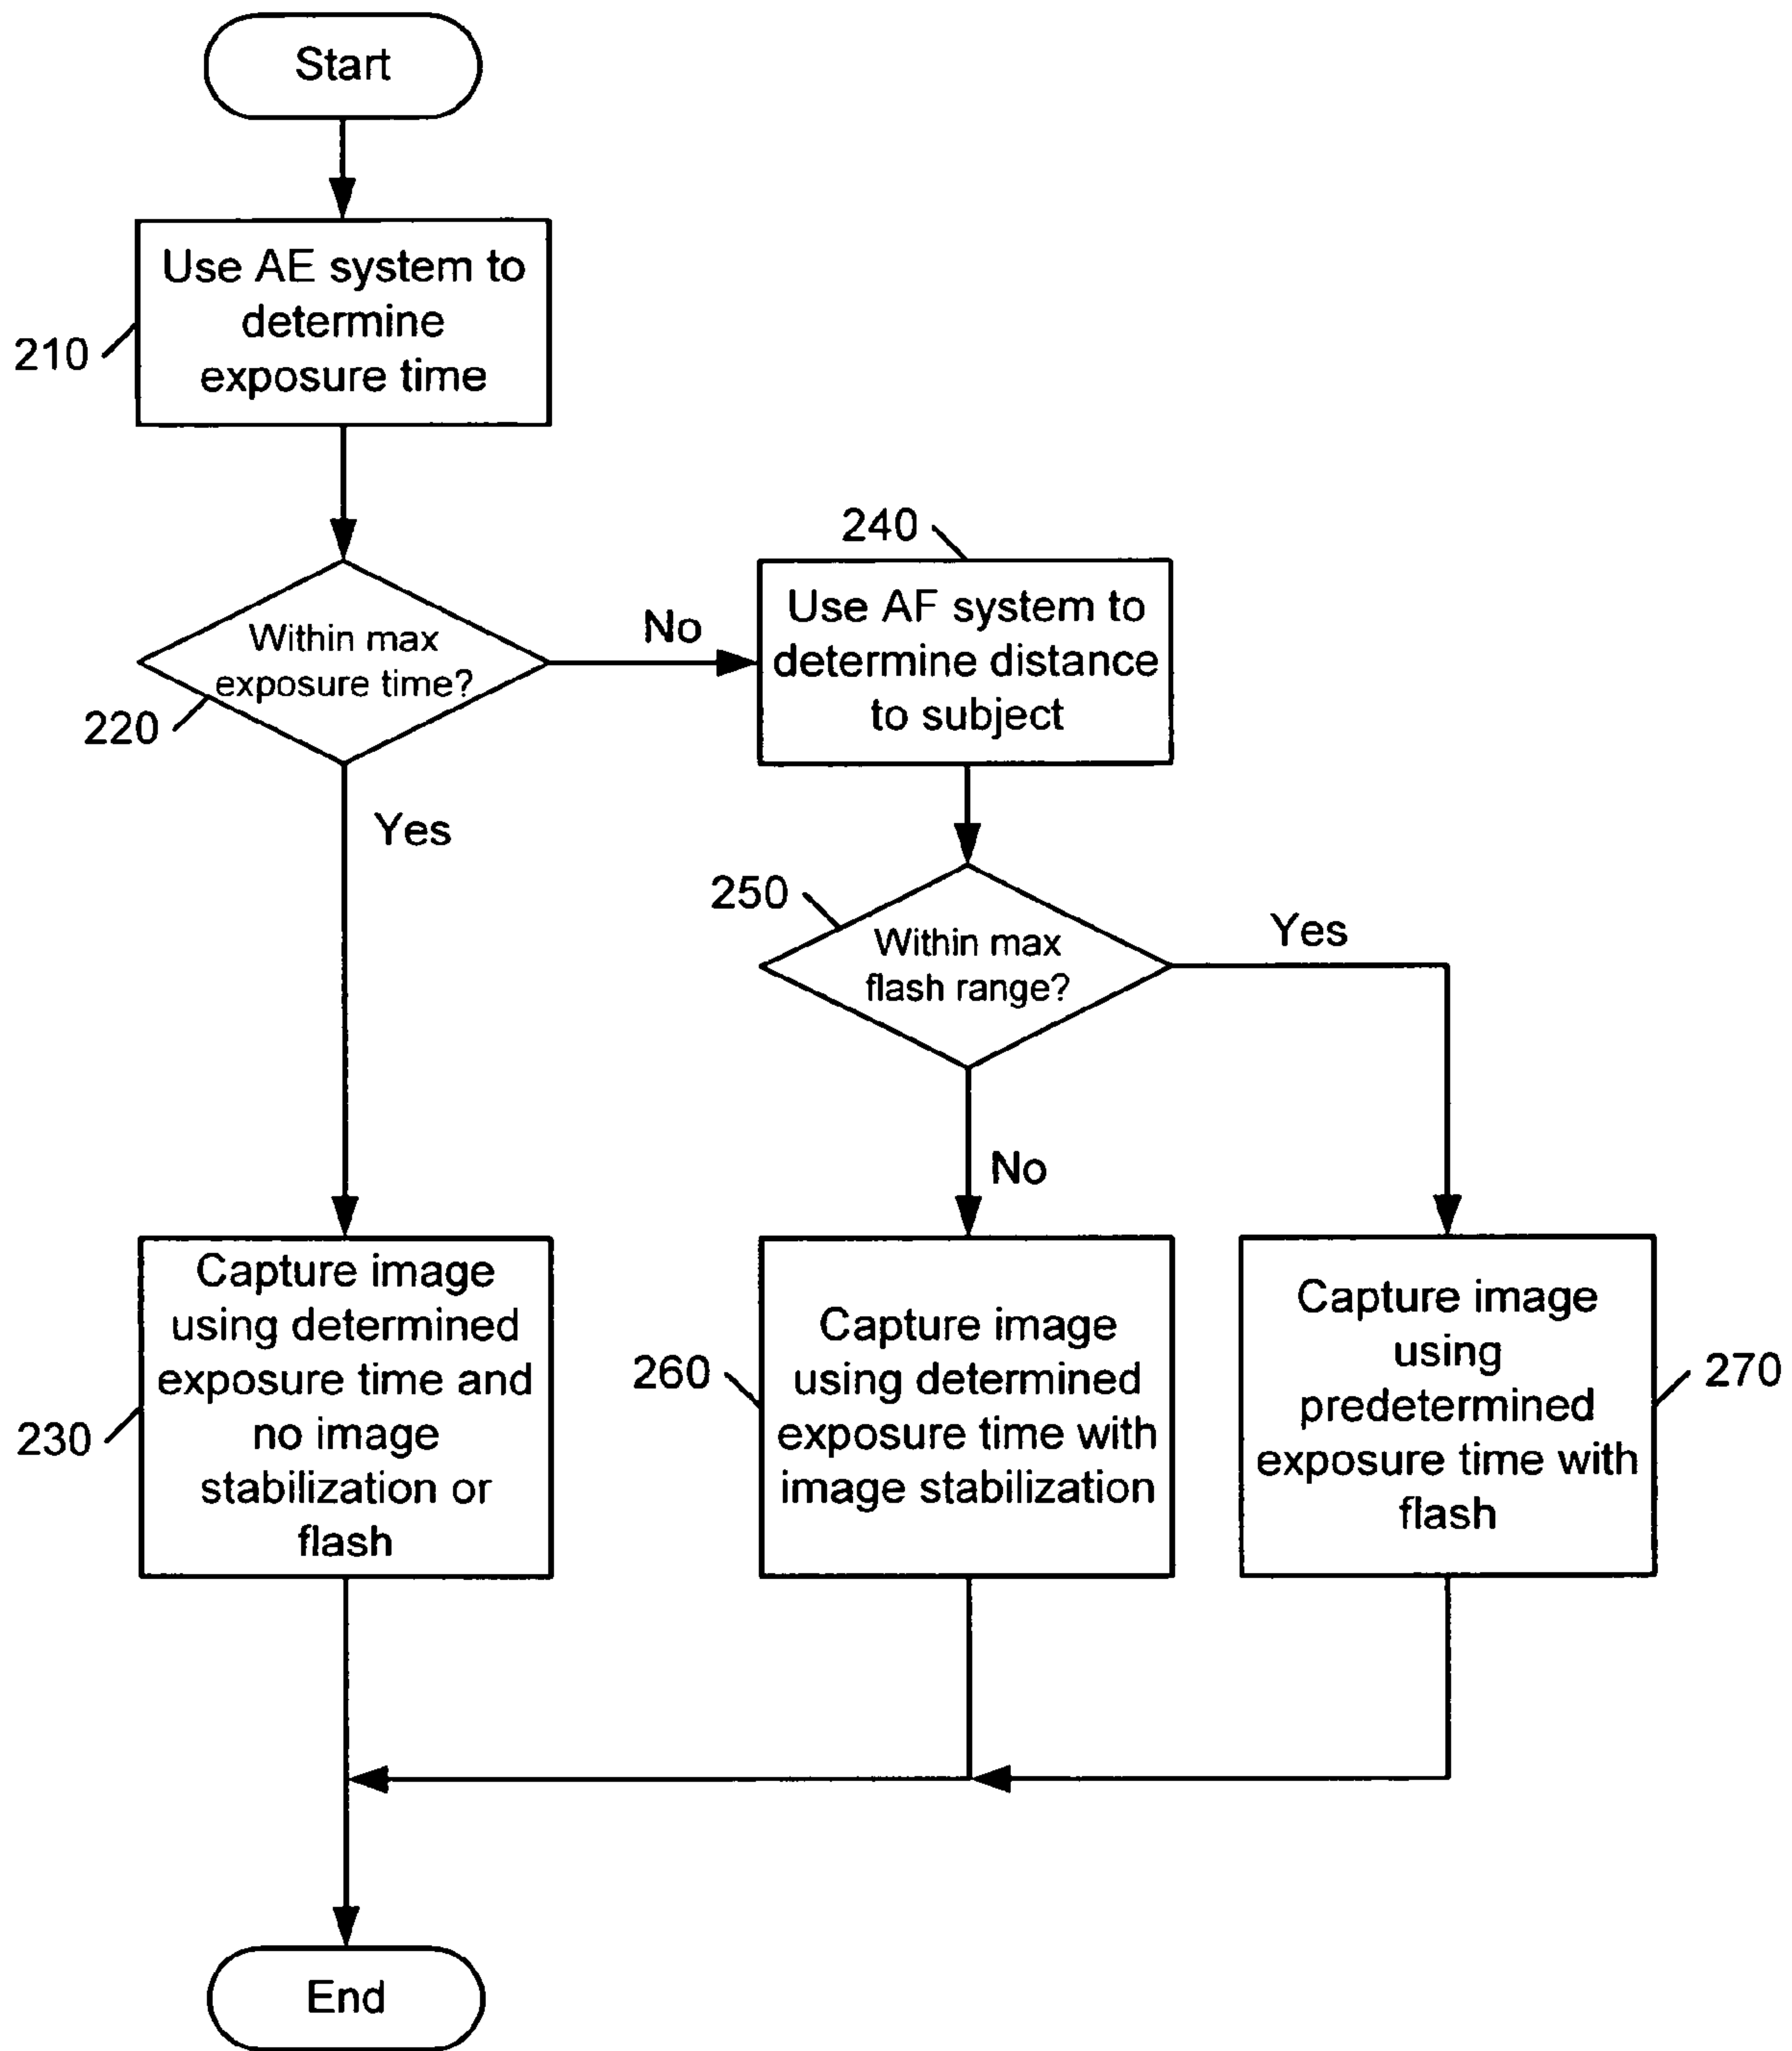 Start
Use AE system to
determine
exposure time
210
Within max
exposure time?
220
No
Yes
240
Use AF system to
determine distance
to subject
250
Within max
flash range?
Yes
No
Capture image
using determined
exposure time and
no image
stabilization or
flash
230
Capture image
using determined
exposure time with
image stabilization
260
Capture image
using
predetermined
exposure time with
flash
270
End